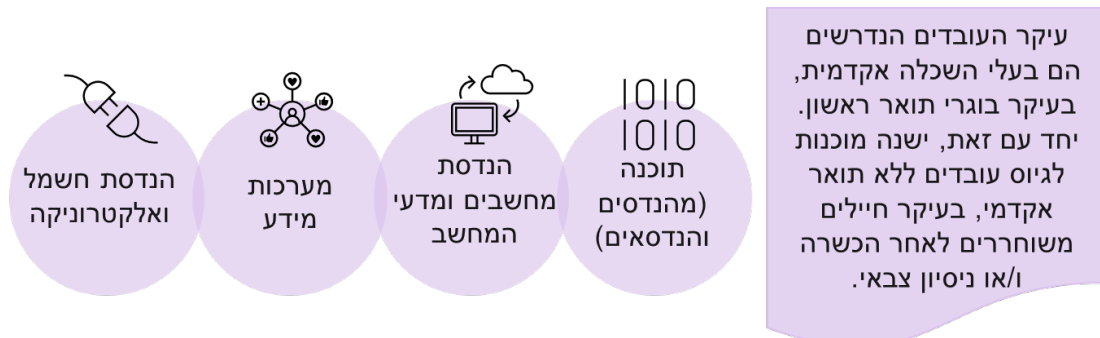 עיקר העובדים הנדרשים
הם בעלי השכלה אקדמית,
בעיקר בוגרי תואר ראשון.
יחד עם זאת, ישנה מוכנות
לגיוס עובדים ללא תואר
אקדמי, בעיקר חיילים
משוחררים לאחר הכשרה
ו/או ניסיון צבאי.
1010
1010
תוכנה
(מהנדסים
והנדסאים)
הנדסת
מחשבים ומדעי
המחשב
מערכות
מידע
הנדסת חשמל
ואלקטרוניקה